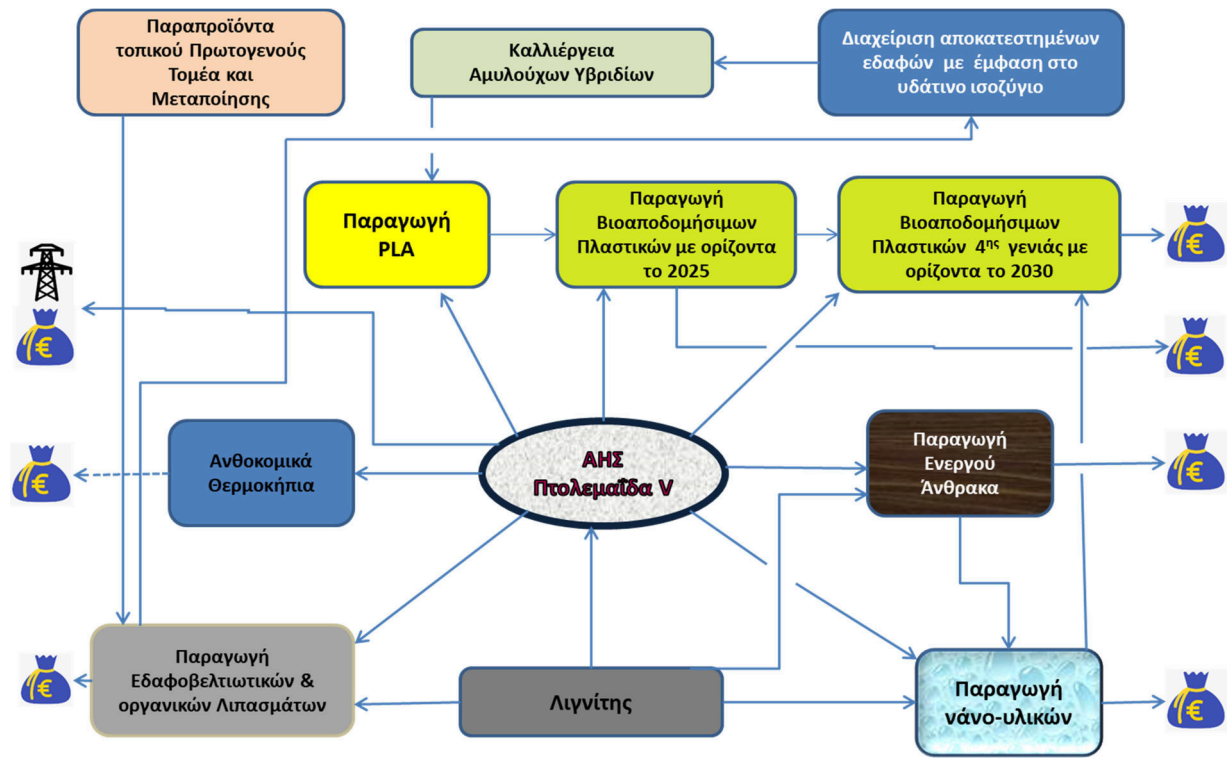 Παραπροϊόντα
τοπικού Πρωτογενούς
Τομέα και
Μεταποίησης
Καλλιέργεια
Αμυλούχων Υβριδίων
Διαχείριση αποκατεστημένων
εδαφών με έμφαση στο
υδάτινο ισοζύγιο
Παραγωγή
PLA
Παραγωγή
Βιοαποδομήσιμων
Πλαστικών με ορίζοντα
το 2025
Παραγωγή
Βιοαποδομήσιμων
Πλαστικών 4ης γενιάς με
ορίζοντα το 2030
€
€
€
€
€
€
€
Ανθοκομικά
Θερμοκήπια
ΑΗΣ
Πτολεμαΐδα V
Παραγωγή
Ενεργού
Άνθρακα
Παραγωγή
Εδαφοβελτιωτικών &
οργανικών Λιπασμάτων
Λιγνίτης
Παραγωγή
νάνο-υλικών